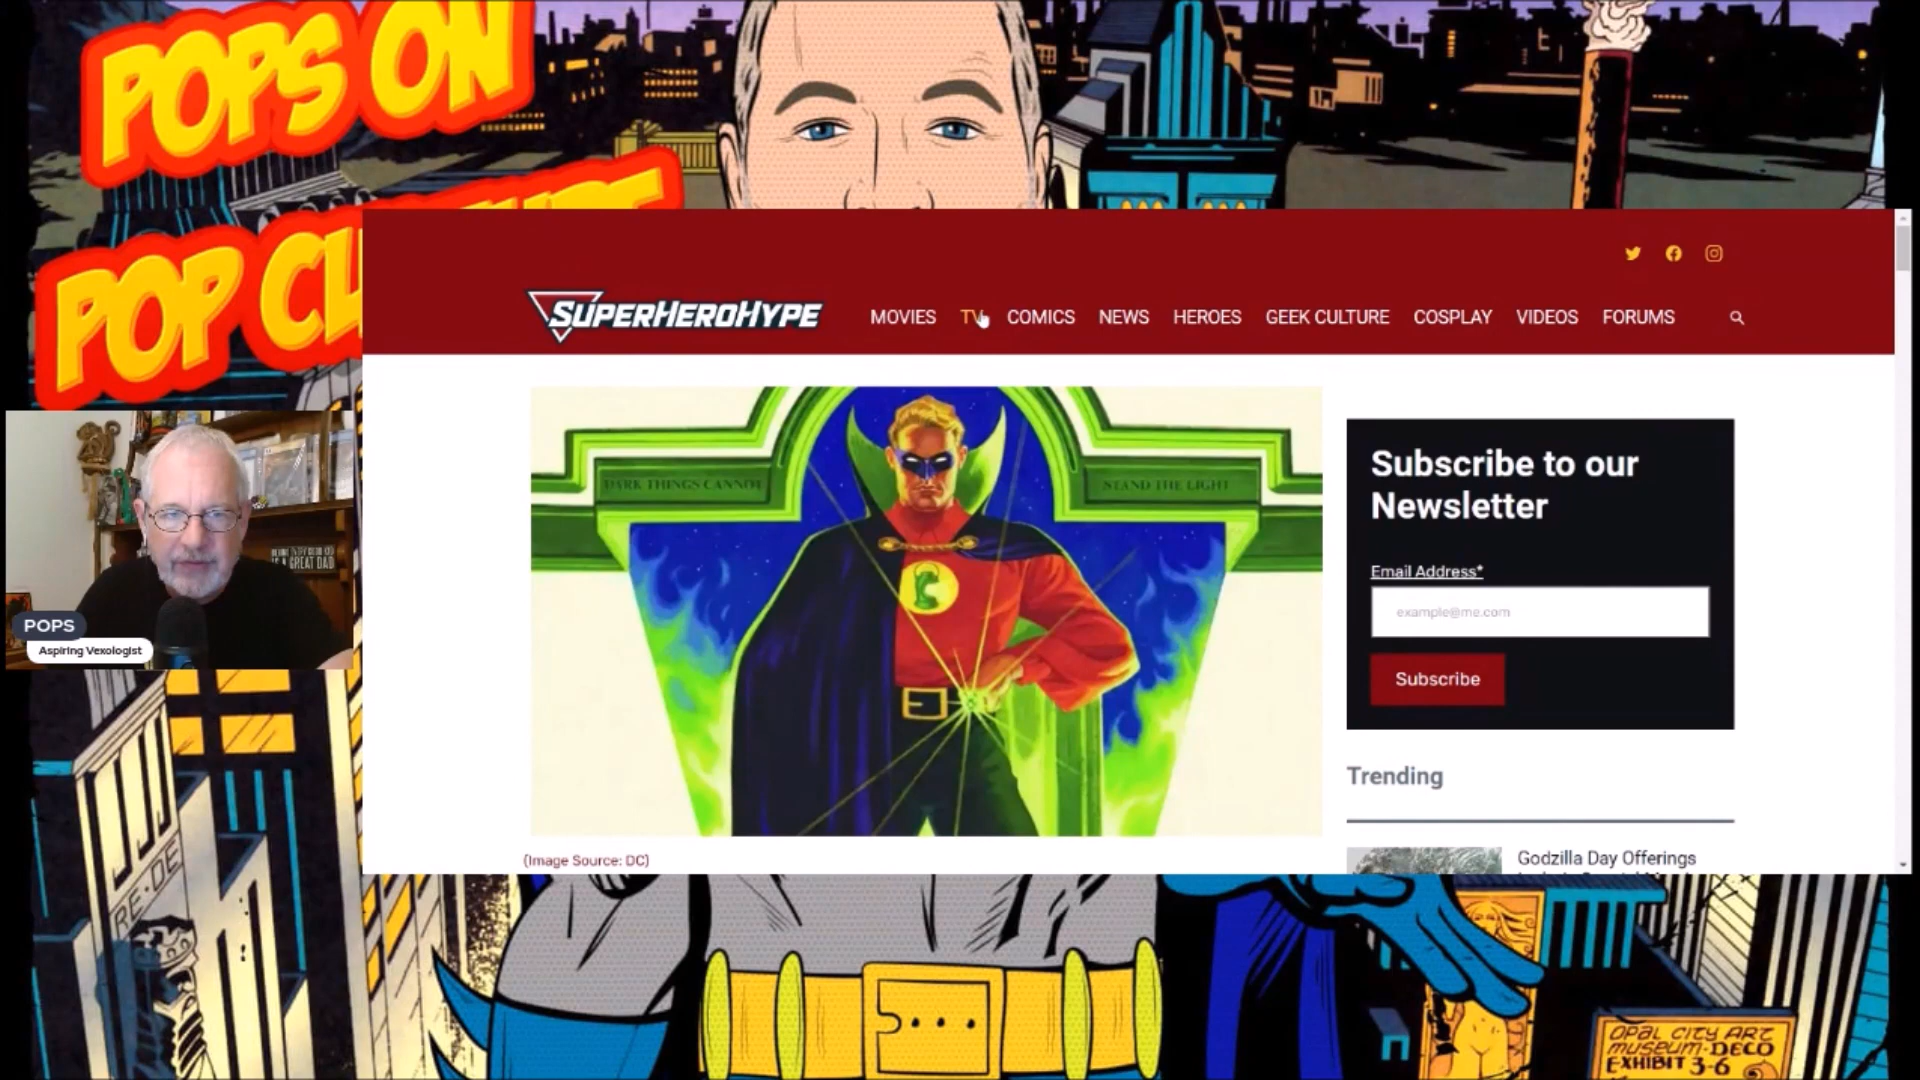 POPS ON
POP CU
SUPERHEROHYPE
MOVIES TV COMICS NEWS HEROES GEEK CULTURE COSPLAY VIDEOS FORUMS
DARK THINGS CANNOT
STAND THE LIGHT
Subscribe to our
Newsletter
Email Address*
example@me.com
Subscribe
Trending
Godzilla Day Offerings
(Image Source: DC)
A GREAT DAD
POPS
Aspiring Vexologist
RE·DE
OPAL CITY ART
MUSEUM·DECO
EXHIBIT 3-6